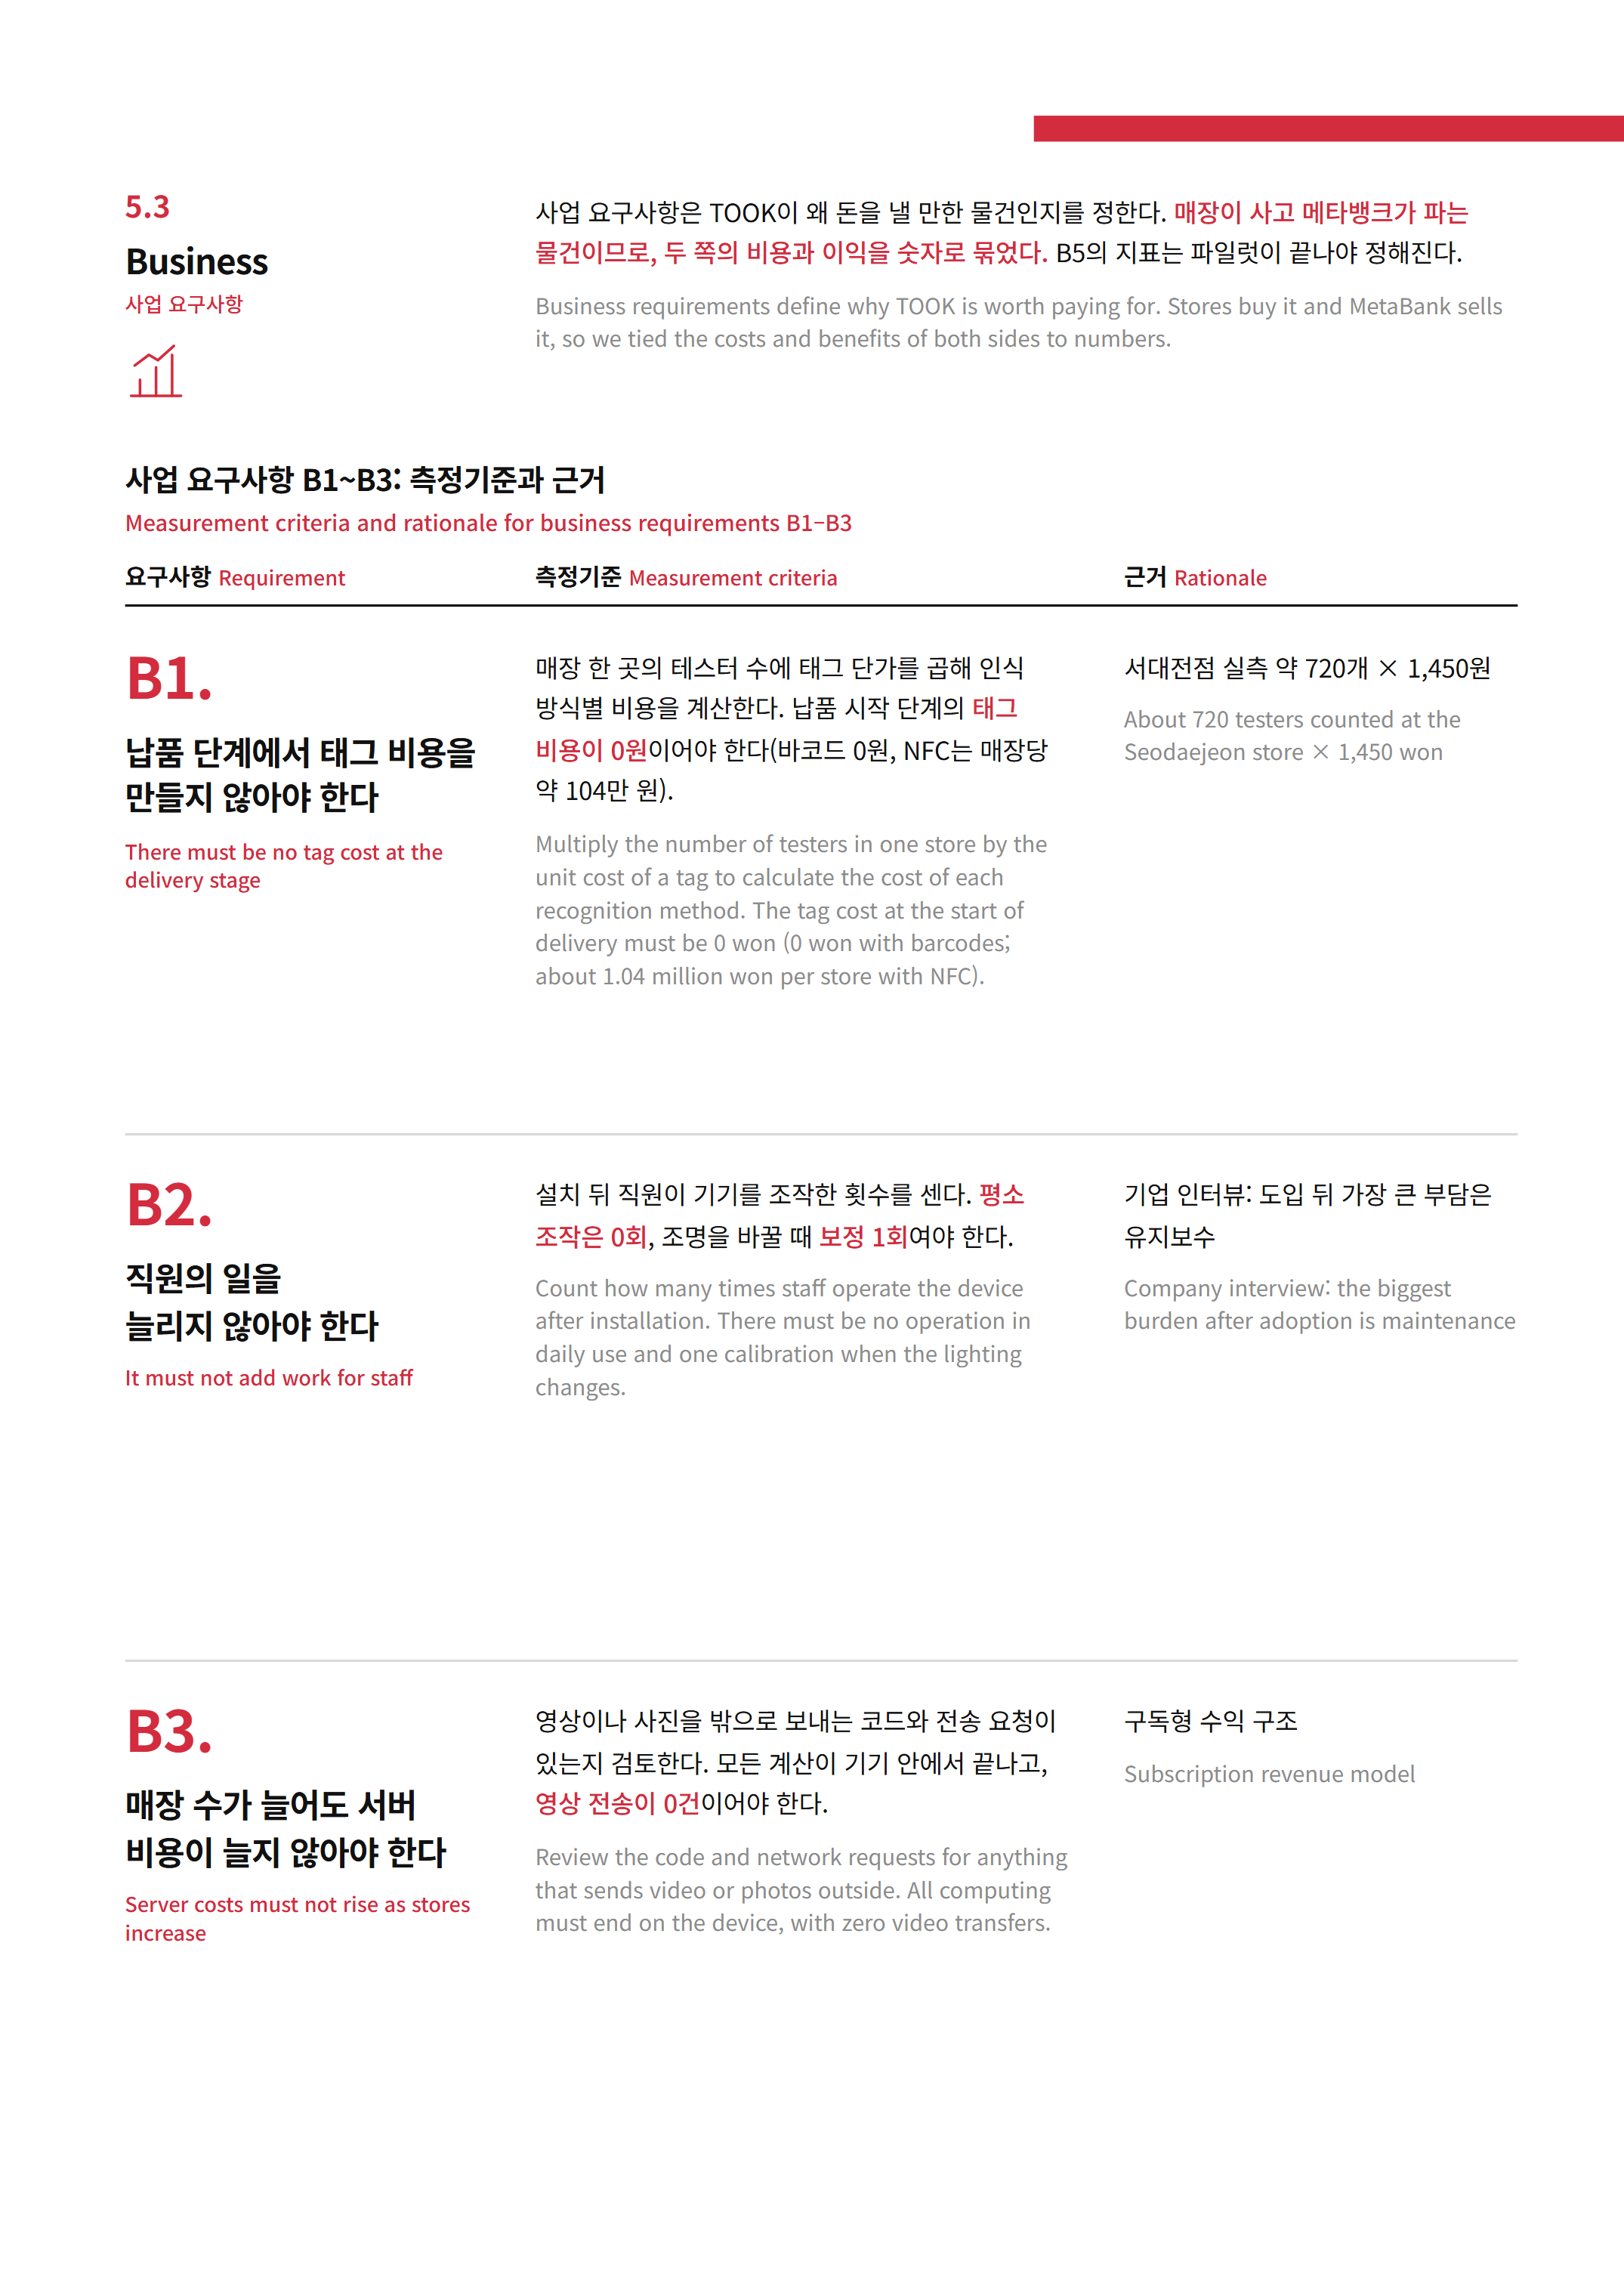 5.3
Business
사업 요구사항
사업 요구사항은 TOOK이 왜 돈을 낼 만한 물건인지를 정한다. 매장이 사고 메타뱅크가 파는
물건이므로, 두 쪽의 비용과 이익을 숫자로 묶었다. B5의 지표는 파일럿이 끝나야 정해진다.
Business requirements define why TOOK is worth paying for. Stores buy it and MetaBank sells
it, so we tied the costs and benefits of both sides to numbers.
사업 요구사항 B1~B3: 측정기준과 근거
Measurement criteria and rationale for business requirements B1–B3
요구사항 Requirement
측정기준 Measurement criteria
근거 Rationale
B1.
납품 단계에서 태그 비용을
만들지 않아야 한다
There must be no tag cost at the
delivery stage
매장 한 곳의 테스터 수에 태그 단가를 곱해 인식
방식별 비용을 계산한다. 납품 시작 단계의 태그
비용이 0원이어야 한다(바코드 0원, NFC는 매장당
약 104만 원).
Multiply the number of testers in one store by the
unit cost of a tag to calculate the cost of each
recognition method. The tag cost at the start of
delivery must be 0 won (0 won with barcodes;
about 1.04 million won per store with NFC).
서대전점 실측 약 720개 × 1,450원
About 720 testers counted at the
Seodaejeon store × 1,450 won
B2.
직원의 일을
늘리지 않아야 한다
It must not add work for staff
설치 뒤 직원이 기기를 조작한 횟수를 센다. 평소
조작은 0회, 조명을 바꿀 때 보정 1회여야 한다.
Count how many times staff operate the device
after installation. There must be no operation in
daily use and one calibration when the lighting
changes.
기업 인터뷰: 도입 뒤 가장 큰 부담은
유지보수
Company interview: the biggest
burden after adoption is maintenance
B3.
매장 수가 늘어도 서버
비용이 늘지 않아야 한다
Server costs must not rise as stores
increase
영상이나 사진을 밖으로 보내는 코드와 전송 요청이
있는지 검토한다. 모든 계산이 기기 안에서 끝나고,
영상 전송이 0건이어야 한다.
Review the code and network requests for anything
that sends video or photos outside. All computing
must end on the device, with zero video transfers.
구독형 수익 구조
Subscription revenue model